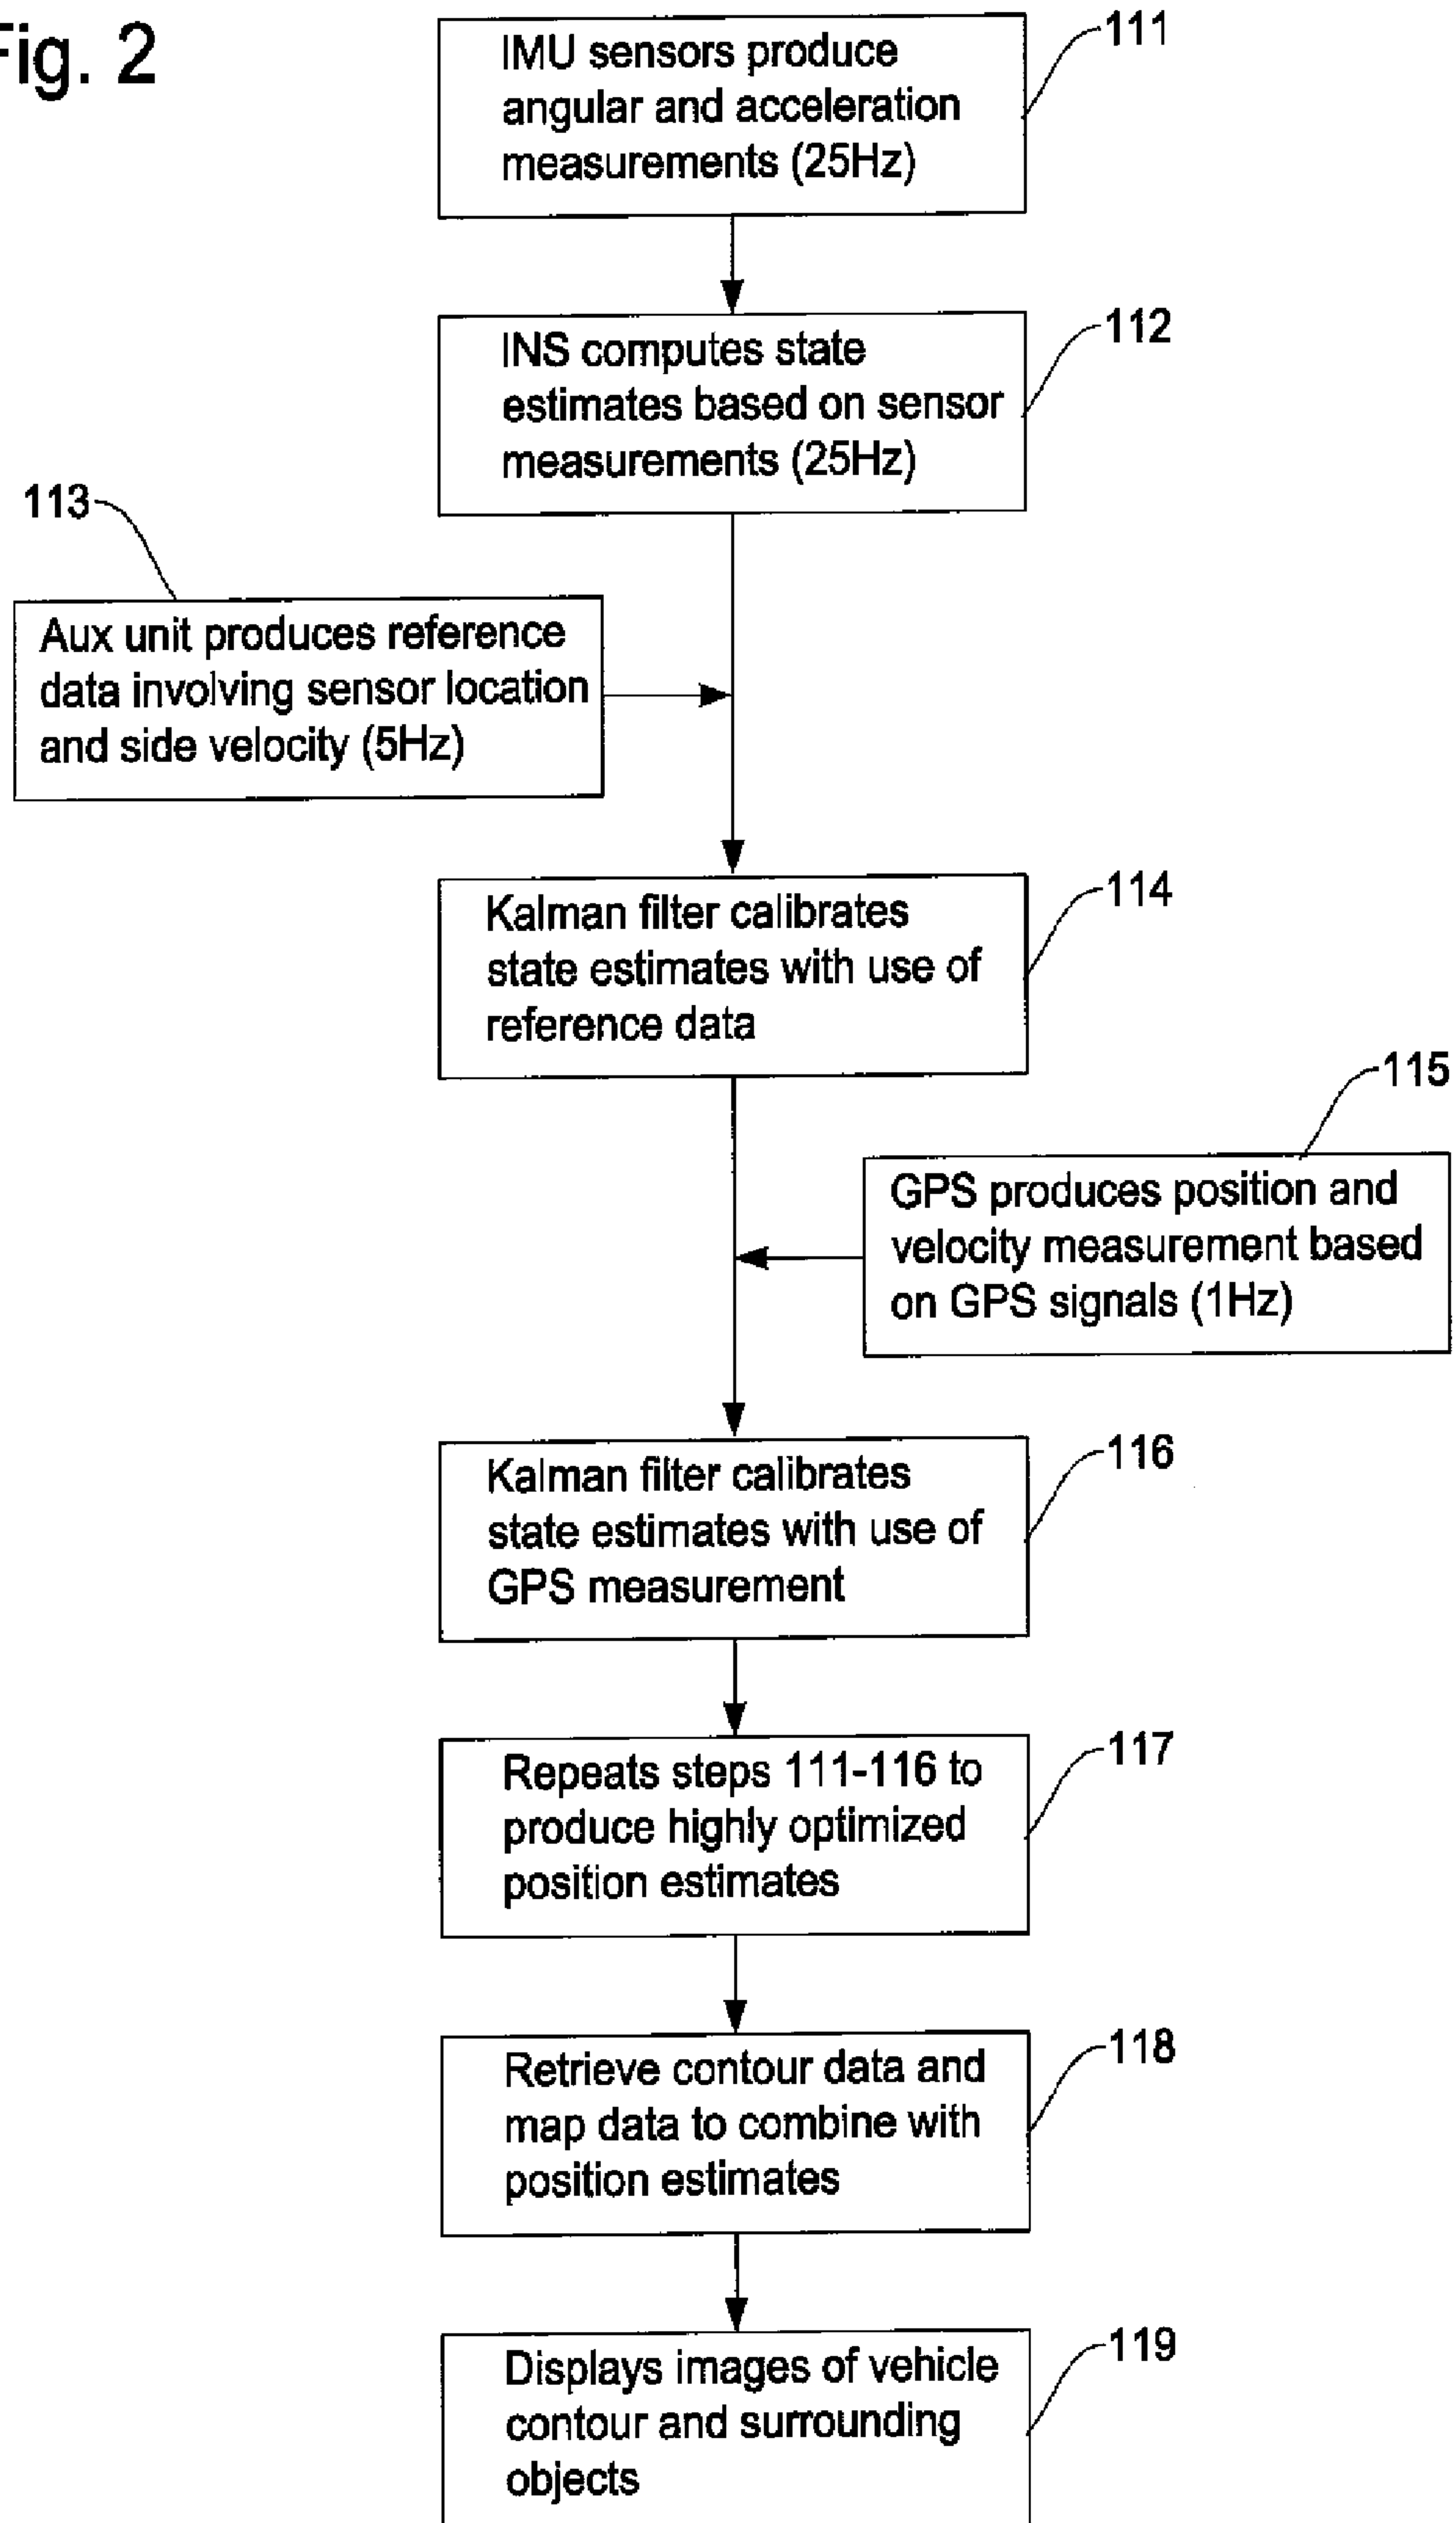 Fig. 2
111
IMU sensors produce
angular and acceleration
measurements (25Hz)
112
INS computes state
estimates based on sensor
measurements (25Hz)
113
Aux unit produces reference
data involving sensor location
and side velocity (5Hz)
114
Kalman filter calibrates
state estimates with use of
reference data
115
GPS produces position and
velocity measurement based
on GPS signals (1Hz)
116
Kalman filter calibrates
state estimates with use of
GPS measurement
117
Repeats steps 111-116 to
produce highly optimized
position estimates
118
Retrieve contour data and
map data to combine with
position estimates
119
Displays images of vehicle
contour and surrounding
objects